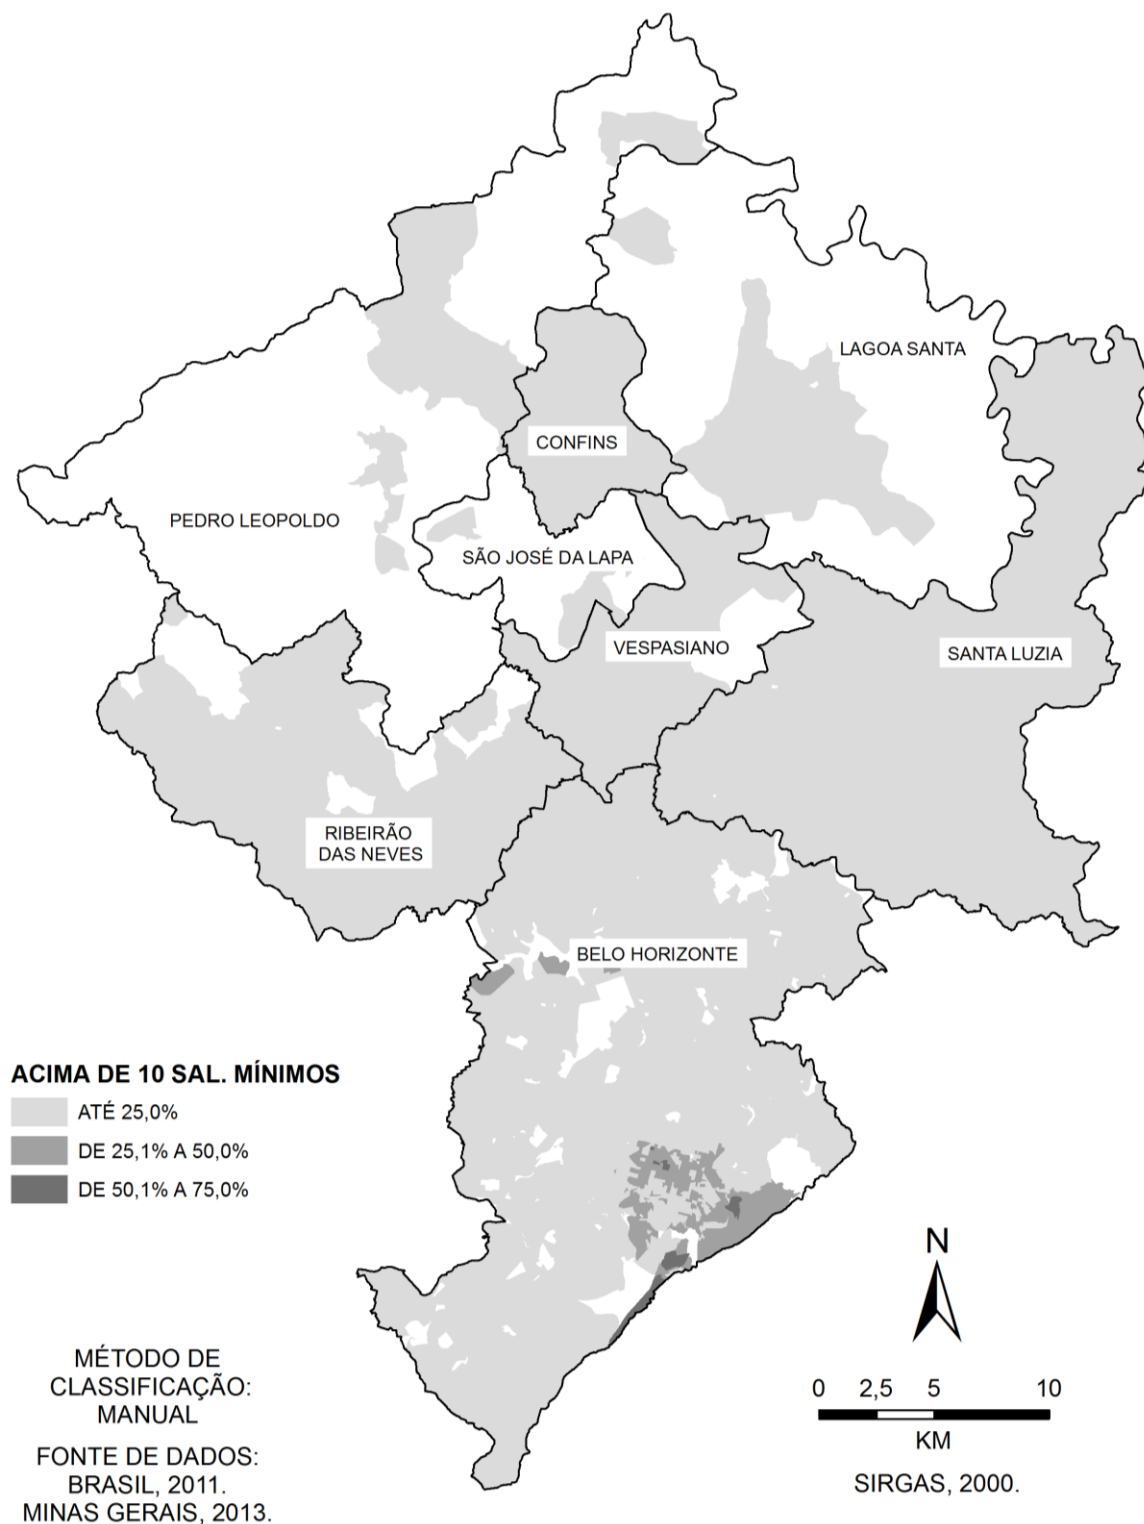 LAGOA SANTA
CONFINS
PEDRO LEOPOLDO
SÃO JOSÉ DA LAPA
VESPASIANO
SANTA LUZIA
RIBEIRÃO
DAS NEVES
BELO HORIZONTE
ACIMA DE 10 SAL. MÍNIMOS
ATÉ 25,0%
DE 25,1% A 50,0%
DE 50,1% A 75,0%
MÉTODO DE
CLASSIFICAÇÃO:
MANUAL
FONTE DE DADOS:
BRASIL, 2011.
MINAS GERAIS, 2013.
N
0 2,5 5 10
KM
SIRGAS, 2000.